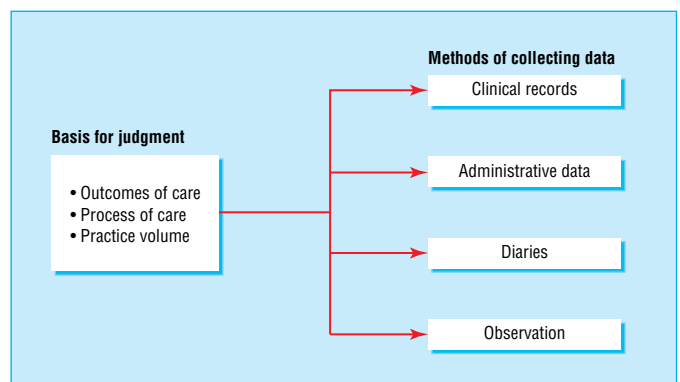 Basis for judgment
• Outcomes of care
• Process of care
• Practice volume
Methods of collecting data
Clinical records
Administrative data
Diaries
Observation